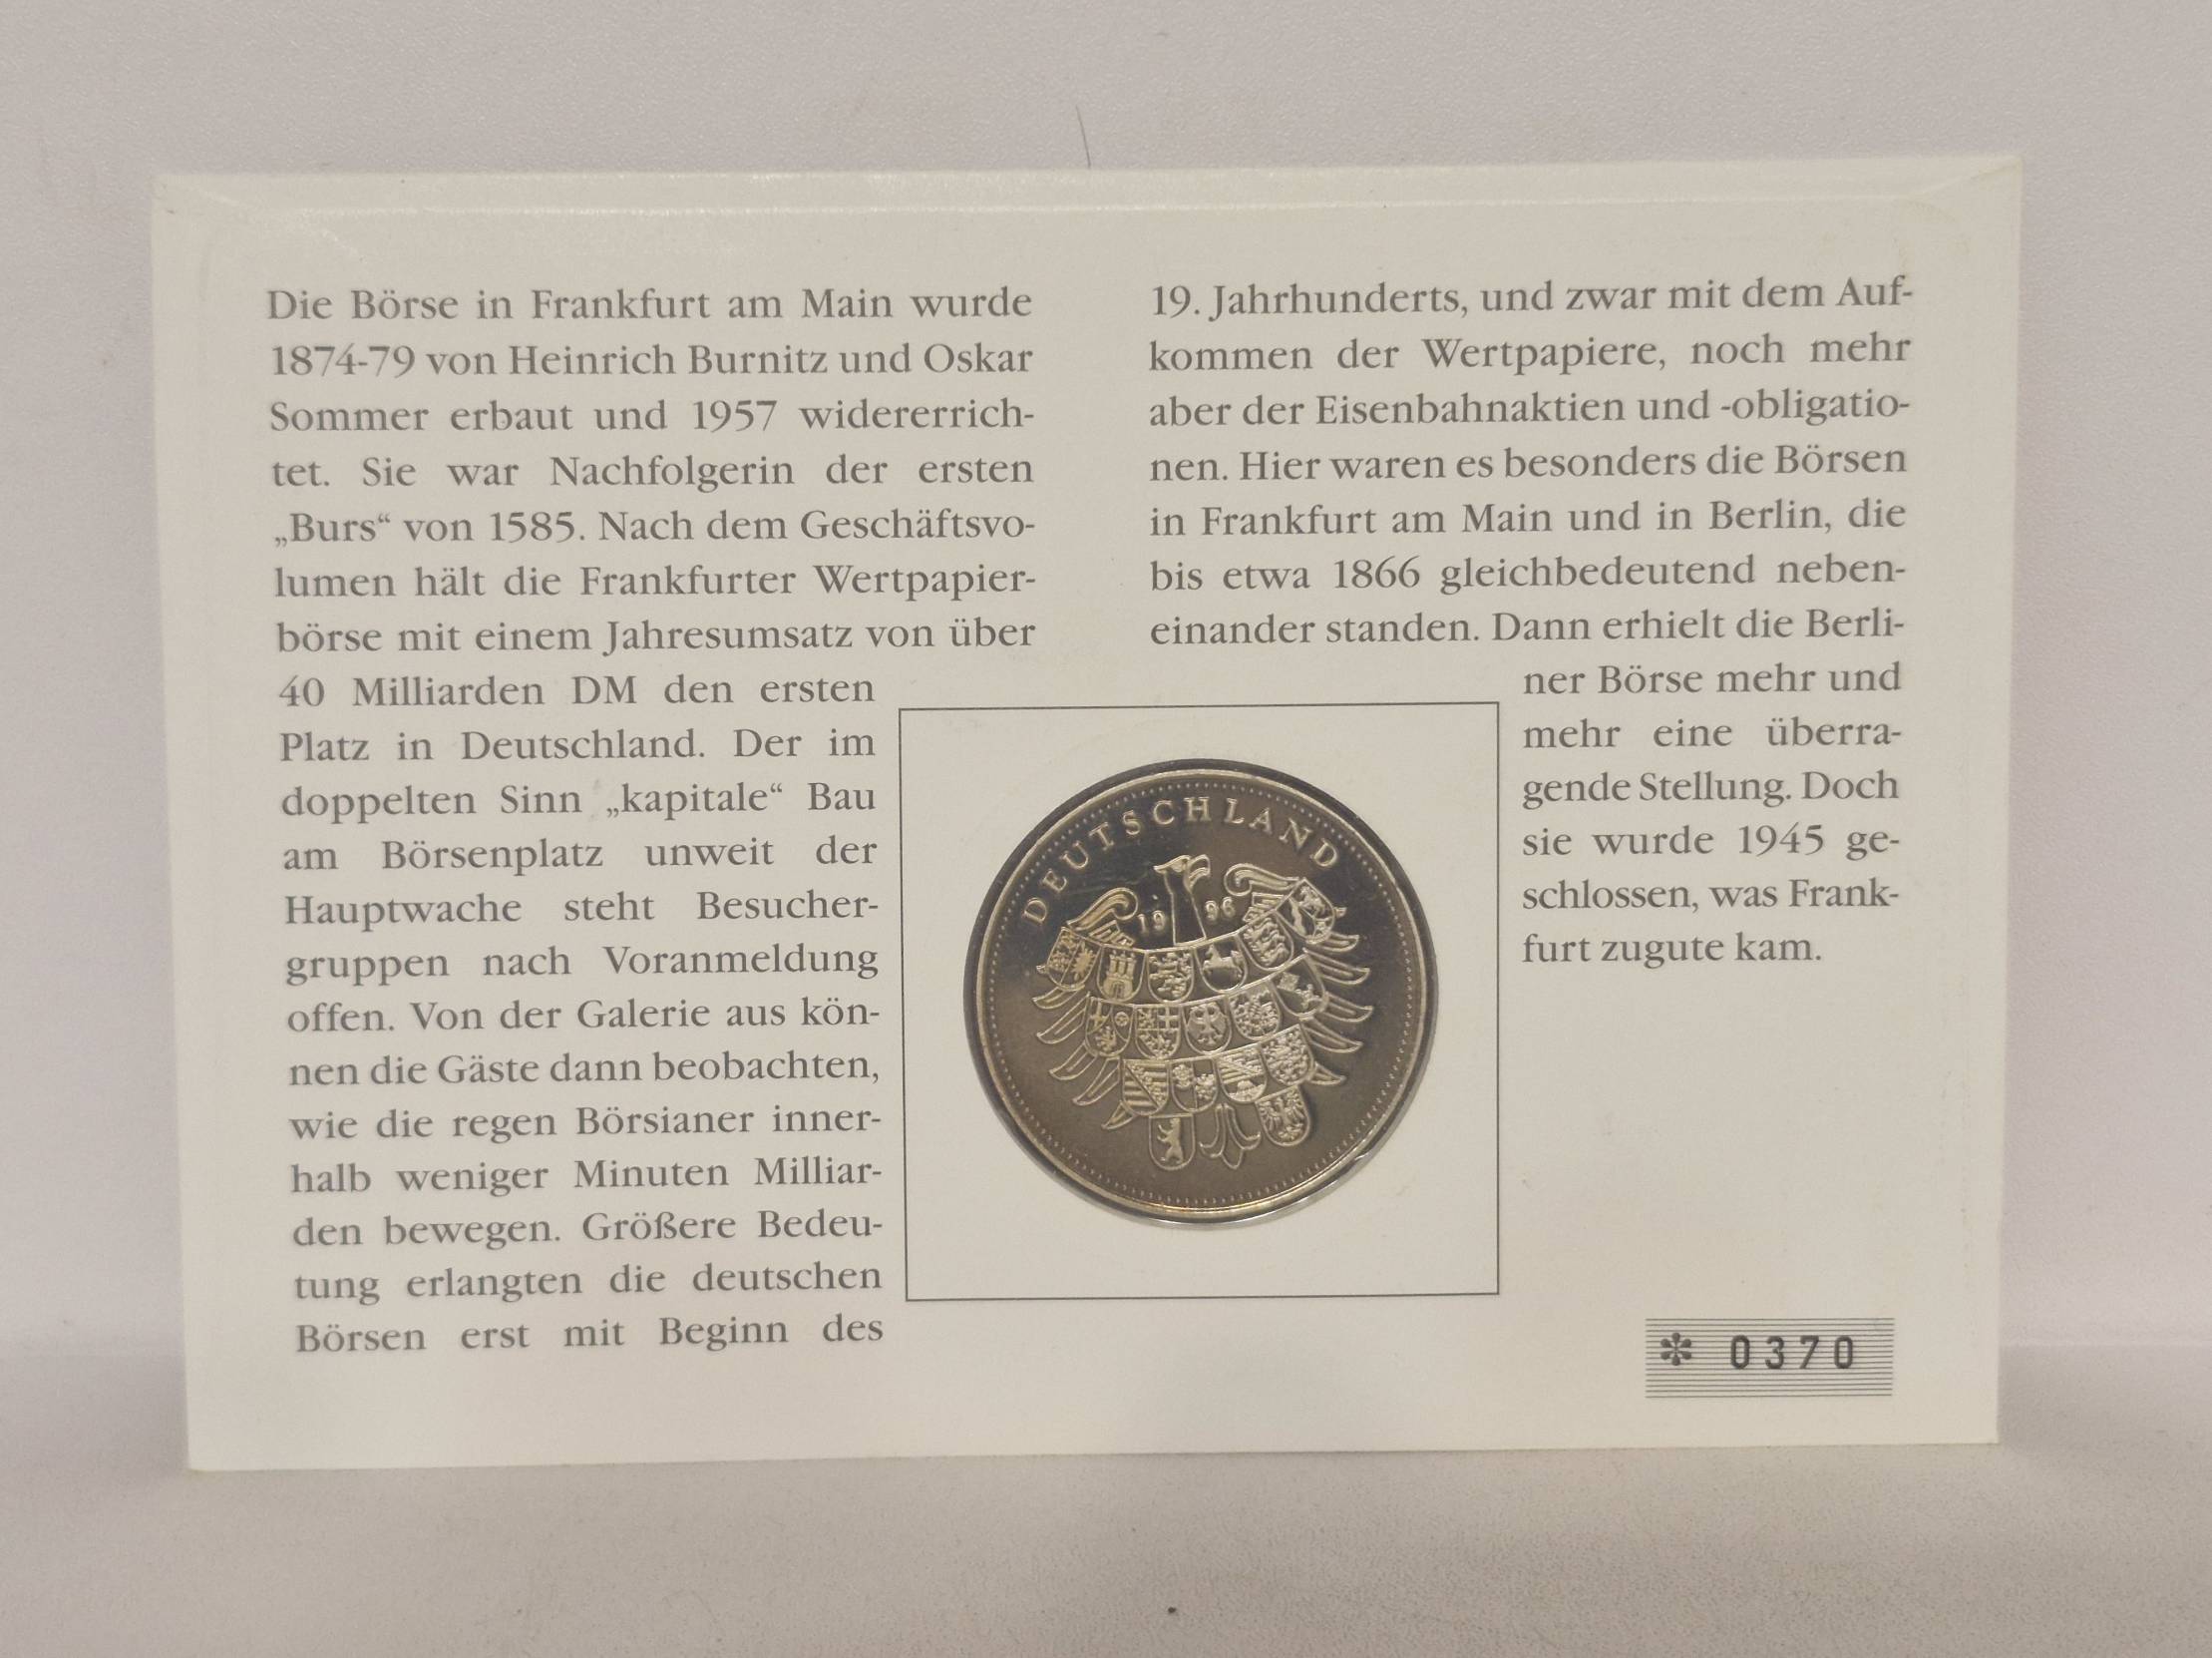 Die Börse in Frankfurt am Main wurde
1874-79 von Heinrich Burnitz und Oskar
Sommer erbaut und 1957 widererrich-
tet. Sie war Nachfolgerin der ersten
„Burs“ von 1585. Nach dem Geschäftsvo-
lumen hält die Frankfurter Wertpapier-
börse mit einem Jahresumsatz von über
40 Milliarden DM den ersten
Platz in Deutschland. Der im
doppelten Sinn „kapitale“ Bau
am Börsenplatz unweit der
Hauptwache steht Besucher-
gruppen nach Voranmeldung
offen. Von der Galerie aus kön-
nen die Gäste dann beobachten,
wie die regen Börsianer inner-
halb weniger Minuten Milliar-
den bewegen. Größere Bedeu-
tung erlangten die deutschen
Börsen erst mit Beginn des
19. Jahrhunderts, und zwar mit dem Auf-
kommen der Wertpapiere, noch mehr
aber der Eisenbahnaktien und -obligatio-
nen. Hier waren es besonders die Börsen
in Frankfurt am Main und in Berlin, die
bis etwa 1866 gleichbedeutend neben-
einander standen. Dann erhielt die Berli-
ner Börse mehr und
mehr eine überra-
gende Stellung. Doch
sie wurde 1945 ge-
schlossen, was Frank-
furt zugute kam.
DEUTSCHLAND
1996
* 0370